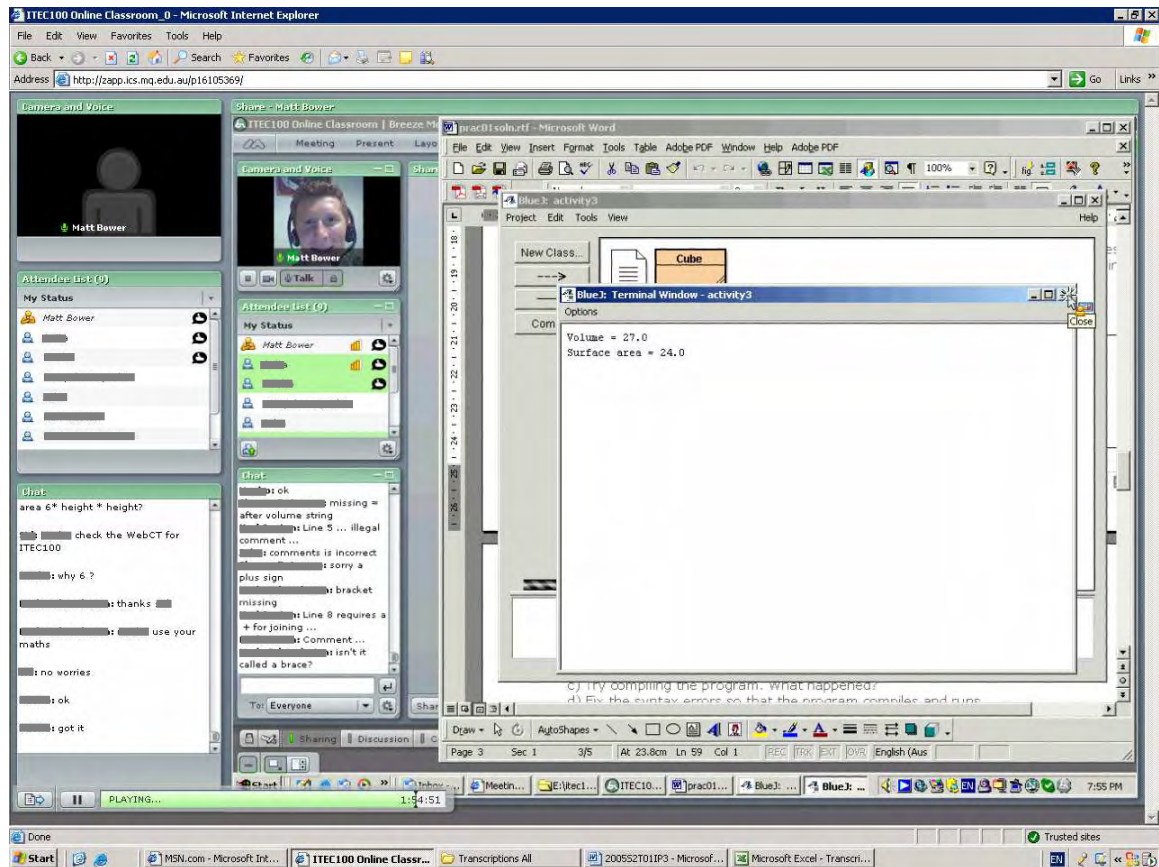 ITEC100 Online Classroom_0 - Microsoft Internet Explorer
File Edit View Favorites Tools Help
Back Search Favorites
Address http://zapp.ics.mq.edu.au/p16105369/ Go Links »
Camera and Voice
Matt Bower
Attendee List (9)
My Status
Matt Bower
Chat
area 6* height * height?
check the WebCT for
ITEC100
: why 6 ?
: thanks
: use your
maths
: no worries
: ok
: got it
Share - Matt Bower
ITEC100 Online Classroom | Breeze Me
Meeting Present Layo
Camera and Voice
Shar
Matt Bower
Talk
Attendee List (9)
My Status
Matt Bower
Chat
: ok
: missing =
after volume string
: Line 5 ... illegal
comment ...
: comments is incorrect
: sorry a
plus sign
: bracket
missing
: Line 8 requires a
+ for joining ...
: Comment ...
: isn't it
called a brace?
To: Everyone
Shar
Sharing Discussion
prac01soln.rtf - Microsoft Word
File Edit View Insert Format Tools Table Adobe PDF Window Help Adobe PDF
100%
BlueJ: activity3
Project Edit Tools View Help
New Class...
Com
Cube
BlueJ: Terminal Window - activity3
Options
Close
Volume = 27.0
Surface area = 24.0
c) Try compiling the program. What happened?
d) Fix the syntax errors so that the program compiles and runs
Draw AutoShapes
Page 3 Sec 1 3/5 At 23.8cm Ln 59 Col 1 REC TRK EXT OVR English (Aus
Start » Inbox - ... Meetin... E:\itec1... ITEC10... prac01... BlueJ: ... BlueJ: ... EN 7:55 PM
PLAYING... 1:54:51
Done Trusted sites
Start MSN.com - Microsoft Int... ITEC100 Online Classr... Transcriptions All 2005S2T01IP3 - Microsof... Microsoft Excel - Transcri... EN